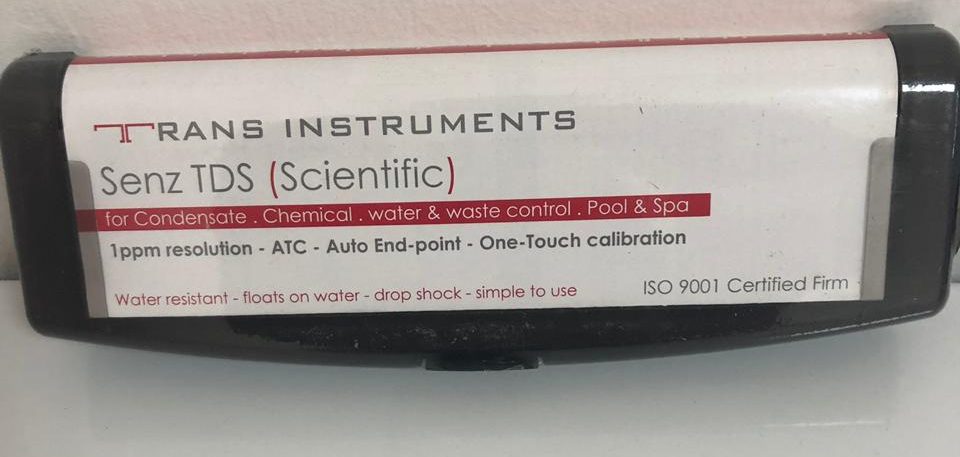 TRANS INSTRUMENTS
Senz TDS (Scientific)
for Condensate . Chemical . water & waste control . Pool & Spa
1ppm resolution - ATC - Auto End-point - One-Touch calibration
Water resistant - floats on water - drop shock - simple to use
ISO 9001 Certified Firm